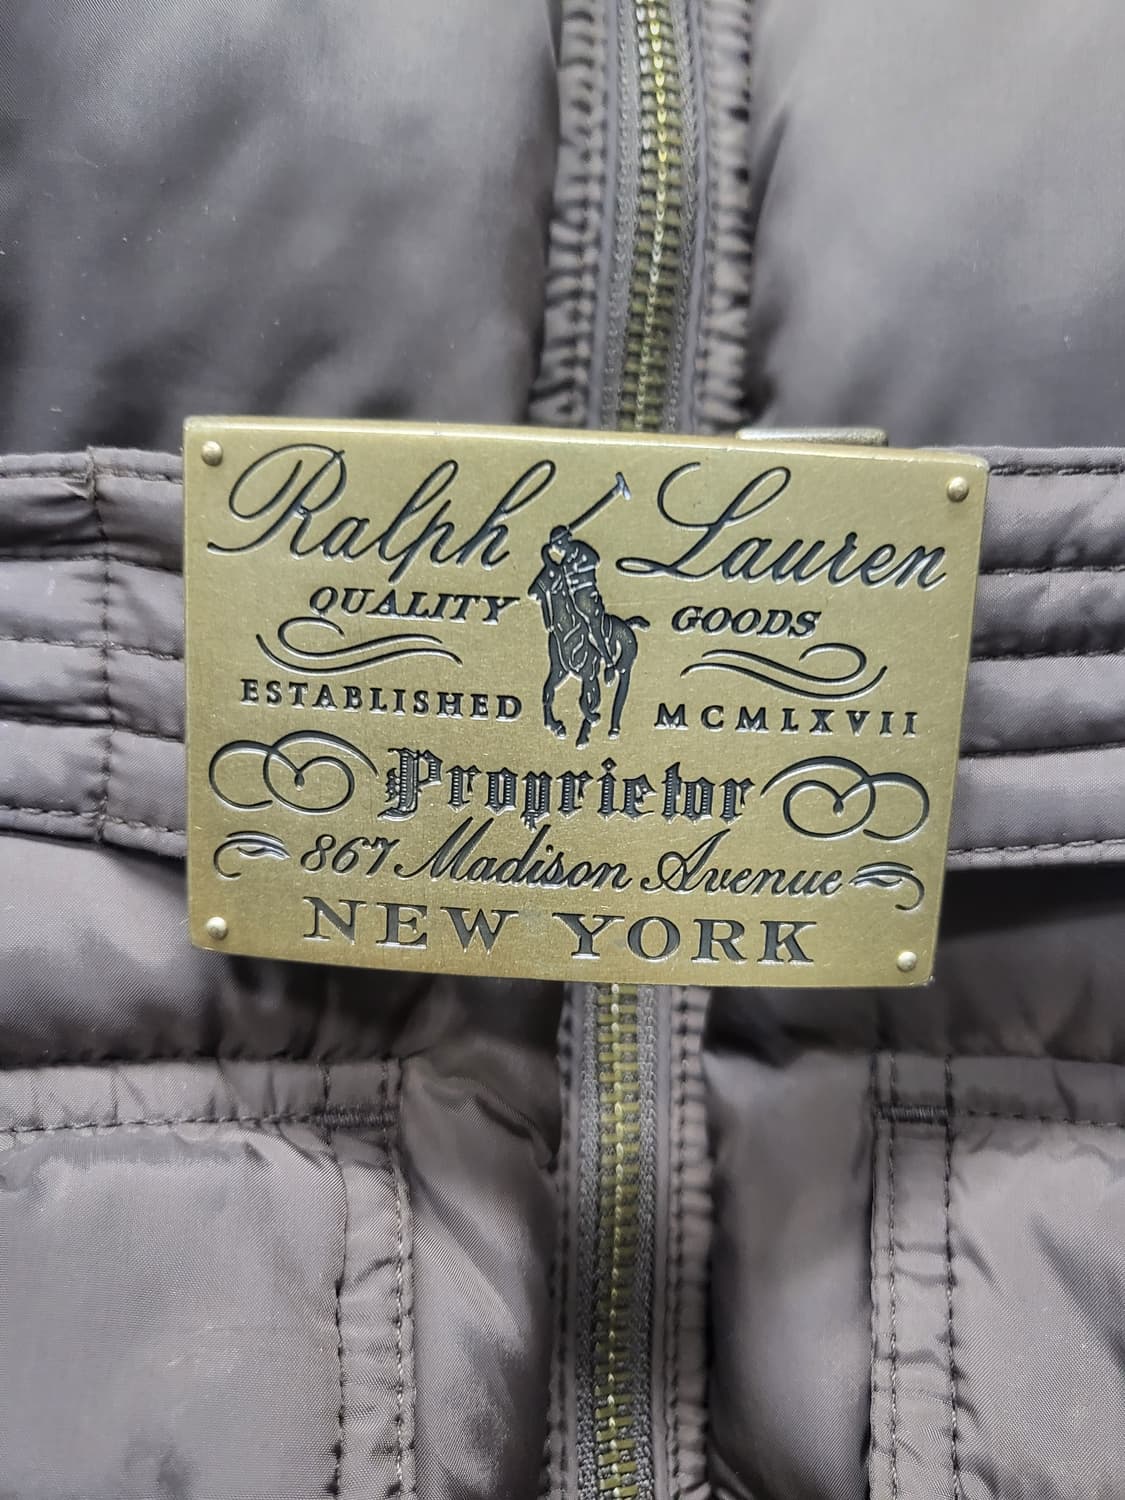 Ralph Lauren
QUALITY GOODS
ESTABLISHED MCMLXVII
Proprietor
867 Madison Avenue
NEW YORK